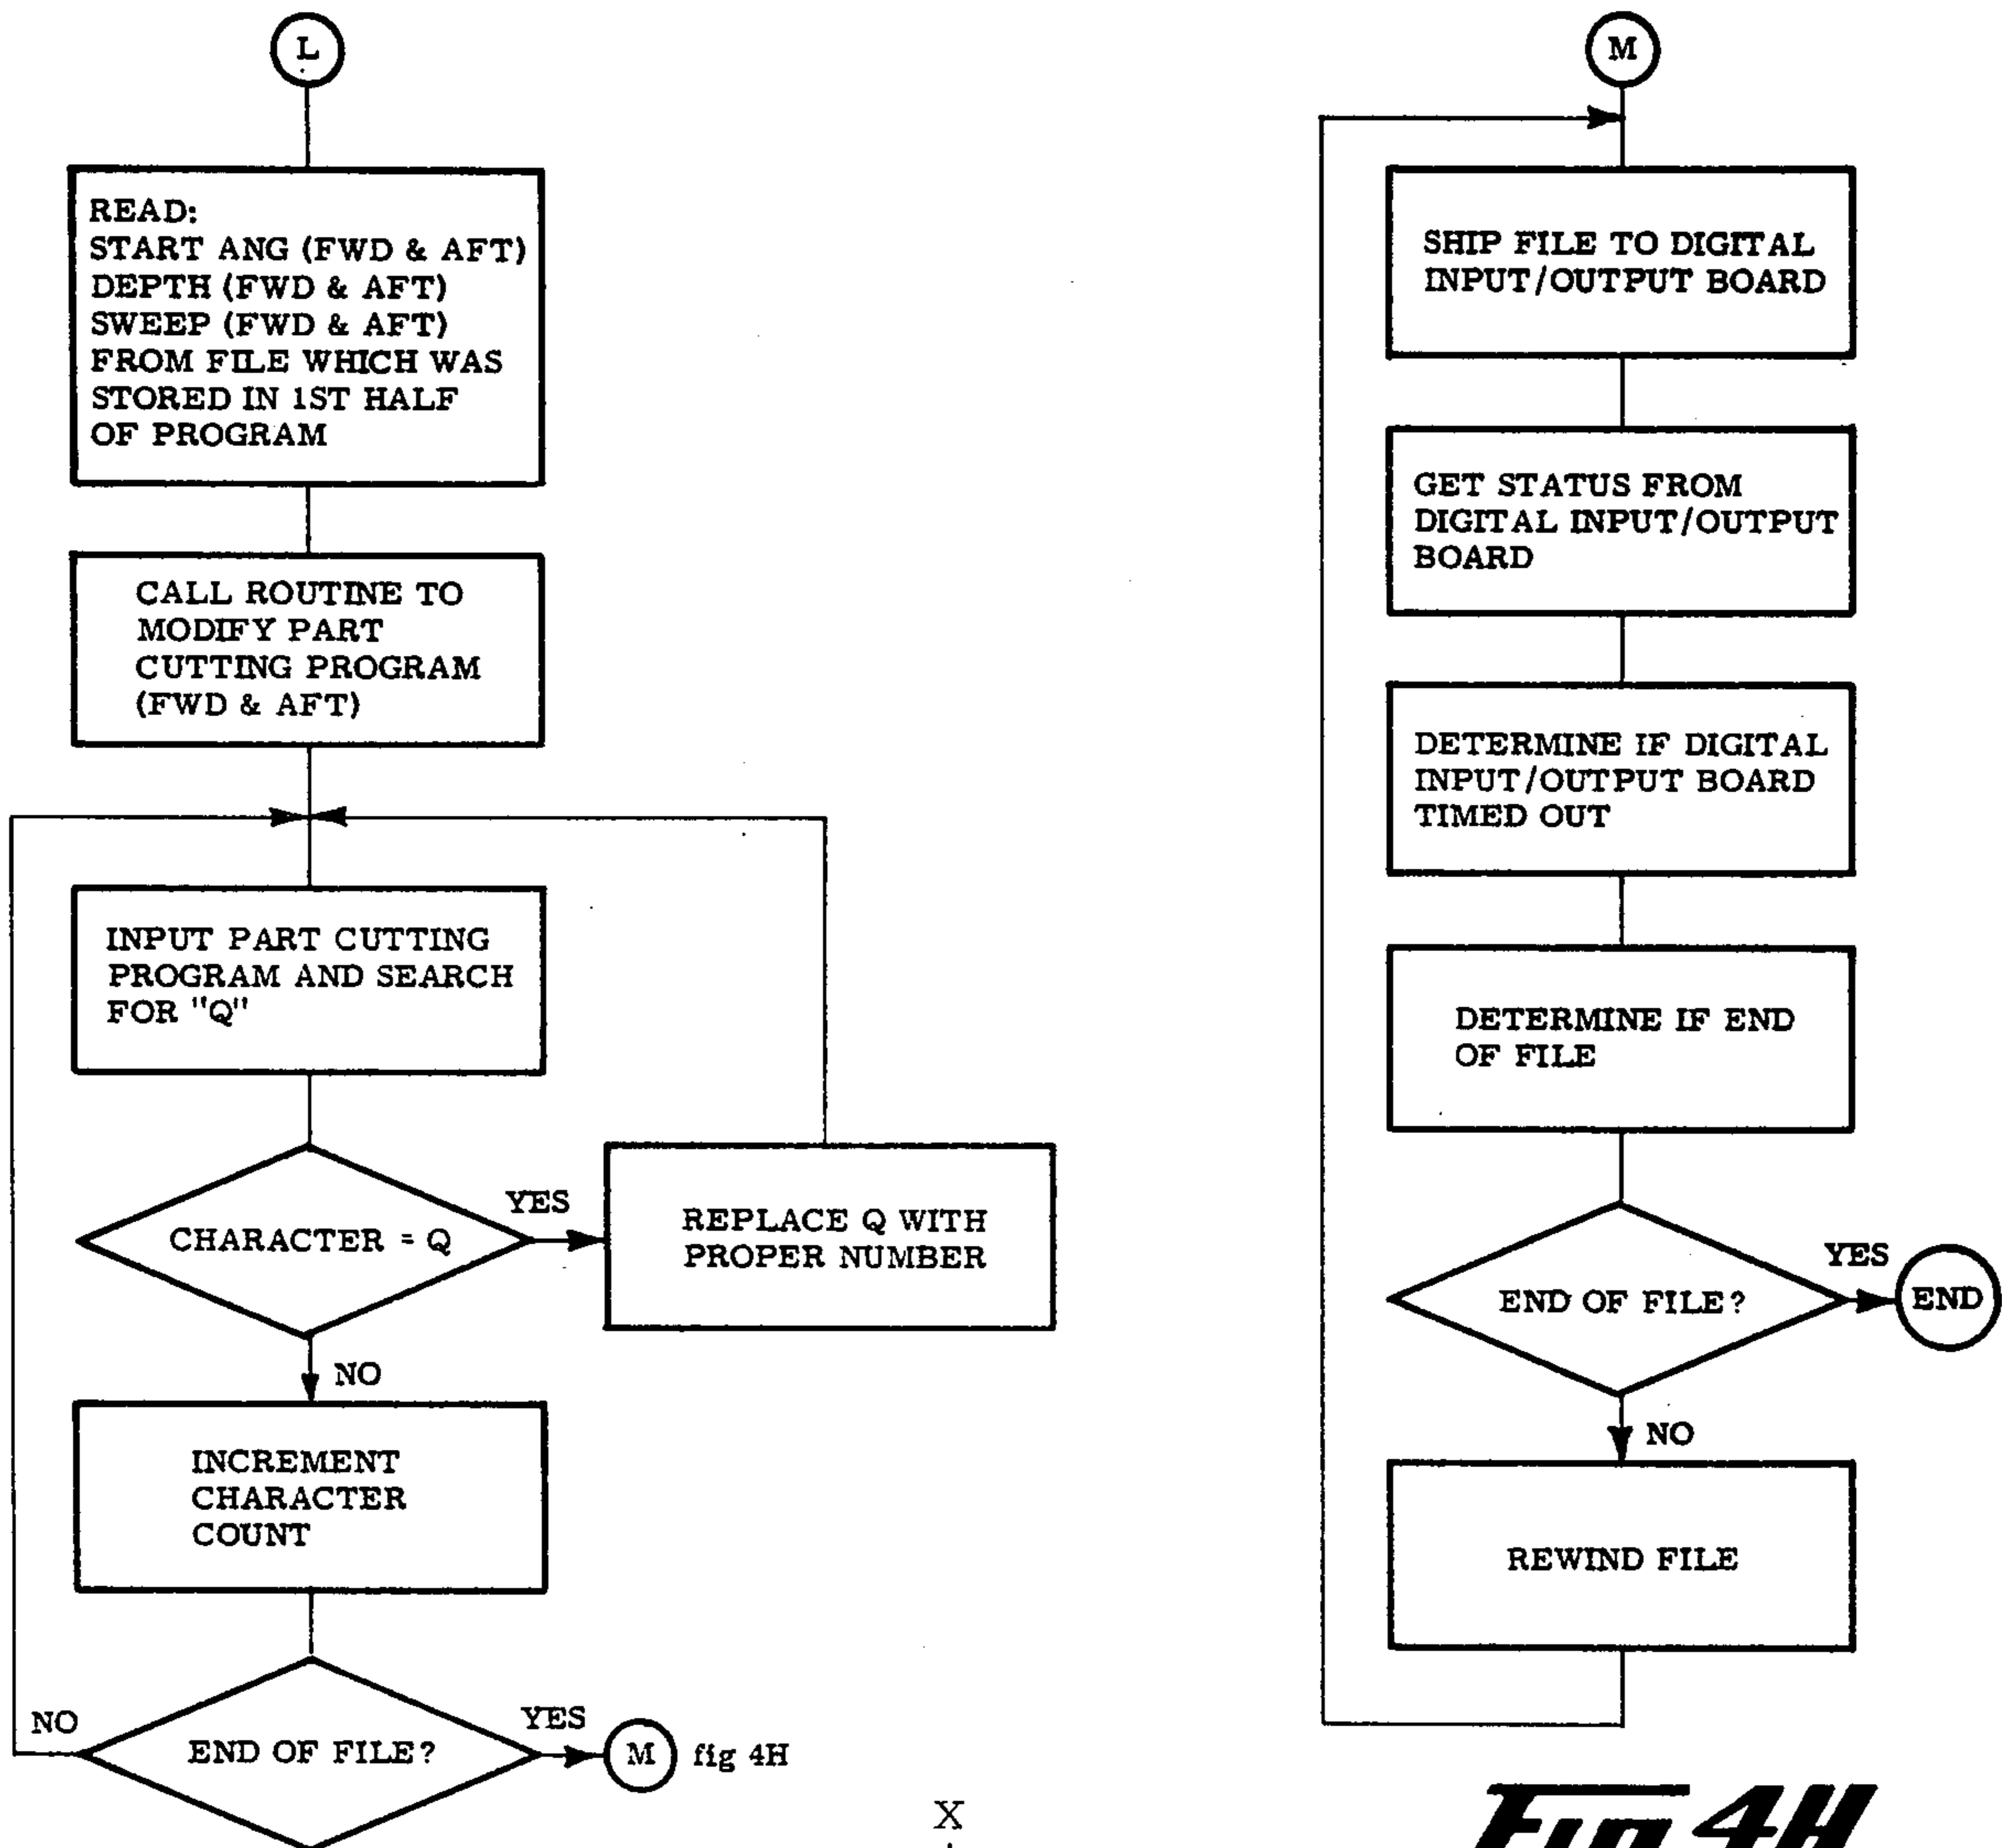 L
READ:
START ANG (FWD & AFT)
DEPTH (FWD & AFT)
SWEEP (FWD & AFT)
FROM FILE WHICH WAS
STORED IN 1ST HALF
OF PROGRAM
CALL ROUTINE TO
MODIFY PART
CUTTING PROGRAM
(FWD & AFT)
INPUT PART CUTTING
PROGRAM AND SEARCH
FOR "Q"
CHARACTER = Q
YES
REPLACE Q WITH
PROPER NUMBER
NO
INCREMENT
CHARACTER
COUNT
END OF FILE?
NO
YES
M
fig 4H
X
M
SHIP FILE TO DIGITAL
INPUT/OUTPUT BOARD
GET STATUS FROM
DIGITAL INPUT/OUTPUT
BOARD
DETERMINE IF DIGITAL
INPUT/OUTPUT BOARD
TIMED OUT
DETERMINE IF END
OF FILE
END OF FILE?
YES
END
NO
REWIND FILE
Fig 4H